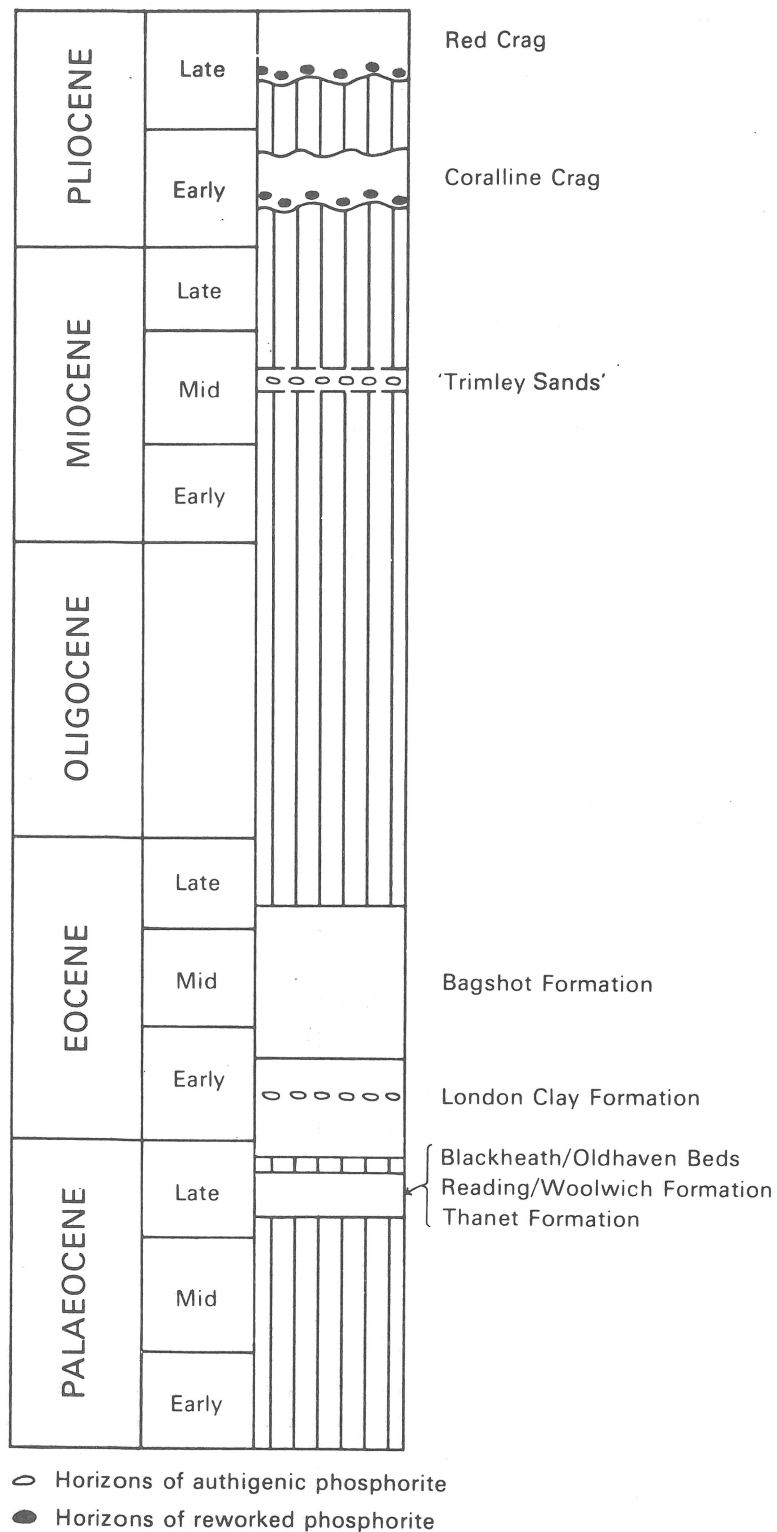 PLIOCENE
Late
Early
Red Crag
Coralline Crag
MIOCENE
Late
Mid
Early
'Trimley Sands'
OLIGOCENE
EOCENE
Late
Mid
Early
Bagshot Formation
London Clay Formation
PALAEOCENE
Late
Mid
Early
Blackheath/Oldhaven Beds
Reading/Woolwich Formation
Thanet Formation
Horizons of authigenic phosphorite
Horizons of reworked phosphorite